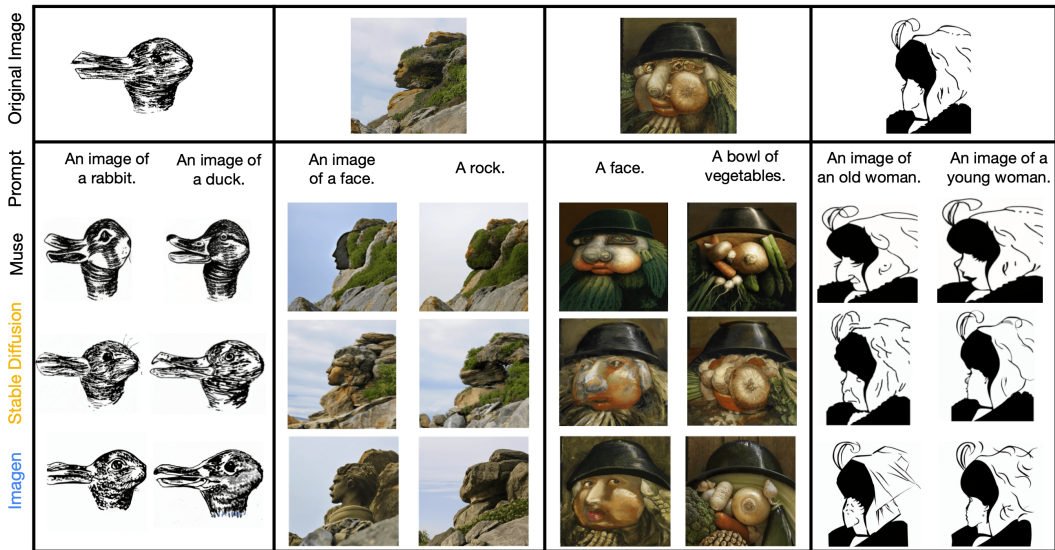 Original Image
Prompt
An image of
a rabbit.
An image of
a duck.
An image
of a face.
A rock.
A face.
A bowl of
vegetables.
An image of
an old woman.
An image of a
young woman.
Muse
Stable Diffusion
Imagen